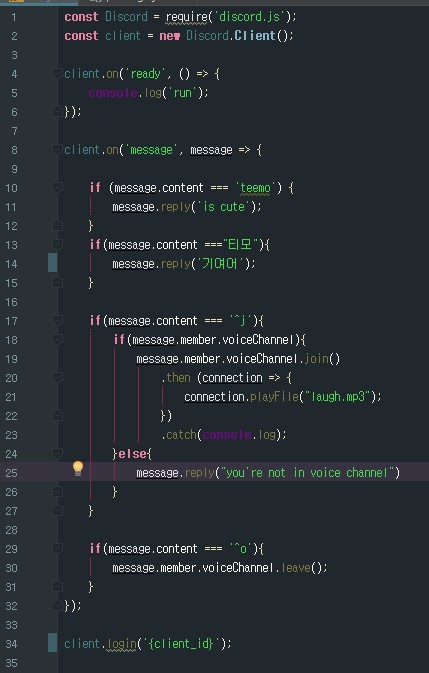 1 const Discord = require('discord.js');
2 const client = new Discord.Client();
3
4 client.on('ready', () => {
5 console.log('run');
6 });
7
8 client.on('message', message => {
9
10 if (message.content === 'teemo') {
11 message.reply('is cute');
12 }
13 if(message.content ==="티모"){
14 message.reply('기여어');
15 }
16
17 if(message.content === '^j'){
18 if(message.member.voiceChannel){
19 message.member.voiceChannel.join()
20 .then (connection => {
21 connection.playFile("laugh.mp3");
22 })
23 .catch(console.log);
24 }else{
25 message.reply("you're not in voice channel")
26 }
27 }
28
29 if(message.content === '^o'){
30 message.member.voiceChannel.leave();
31 }
32 });
33
34 client.login('{client_id}');
35